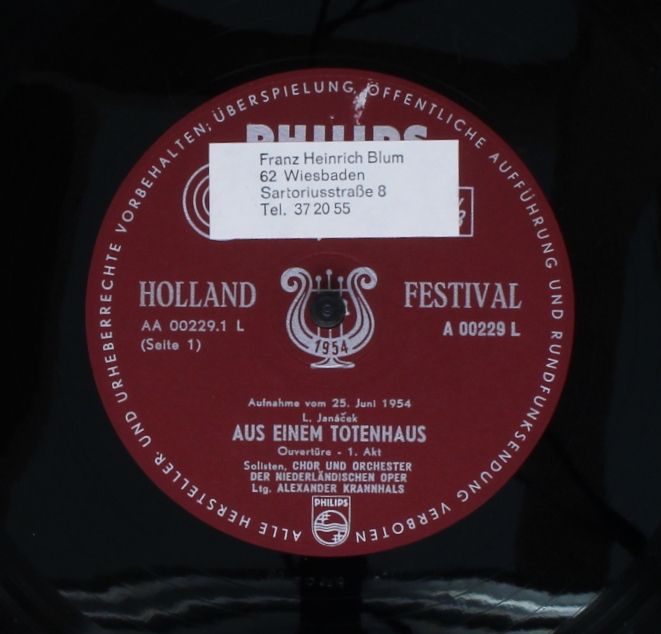 ALLE HERSTELLER UND URHEBERRECHTE VORBEHALTEN; ÜBERSPIELUNG, ÖFFENTLICHE AUFFÜHRUNG UND RUNDFUNKSENDUNG VERBOTEN
PHILIPS
Franz Heinrich Blum
62 Wiesbaden
Sartoriusstraße 8
Tel. 37 20 55
HOLLAND FESTIVAL
AA 00229.1 L
(Seite 1)
A 00229 L
1954
Aufnahme vom 25. Juni 1954
L. Janáček
AUS EINEM TOTENHAUS
Ouvertüre - 1. Akt
Solisten, CHOR UND ORCHESTER
DER NIEDERLÄNDISCHEN OPER
Ltg. ALEXANDER KRANNHALS
PHILIPS